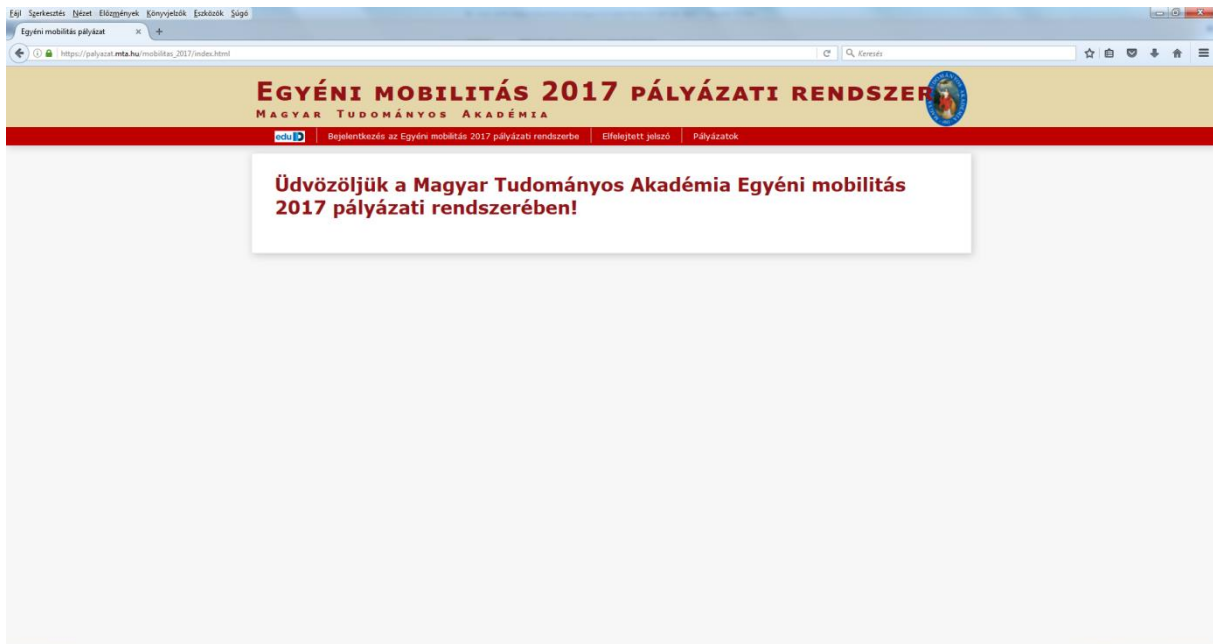 Fájl Szerkesztés Nézet Előzmények Könyvjelzők Eszközök Súgó
Egyéni mobilitás pályázat × +
https://palyazat.mta.hu/mobilitas_2017/index.html Keresés
EGYÉNI MOBILITÁS 2017 PÁLYÁZATI RENDSZER
MAGYAR TUDOMÁNYOS AKADÉMIA
edu ID Bejelentkezés az Egyéni mobilitás 2017 pályázati rendszerbe Elfelejtett jelszó Pályázatok
Üdvözöljük a Magyar Tudományos Akadémia Egyéni mobilitás
2017 pályázati rendszerében!